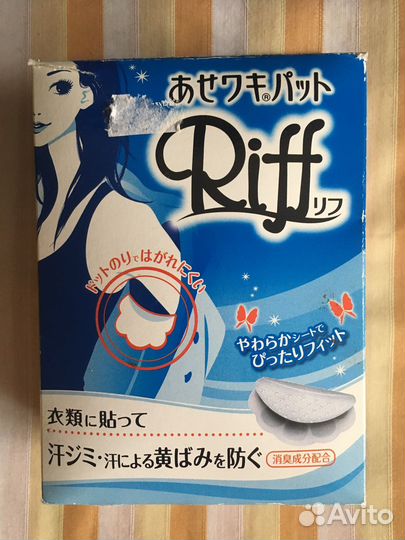 あせワキ®パット
Riff
リフ
ドットのりではがれにくい
やわらかシートで
ぴったりフィット
衣類に貼って
汗ジミ・汗による黄ばみを防ぐ
消臭成分配合
Avito